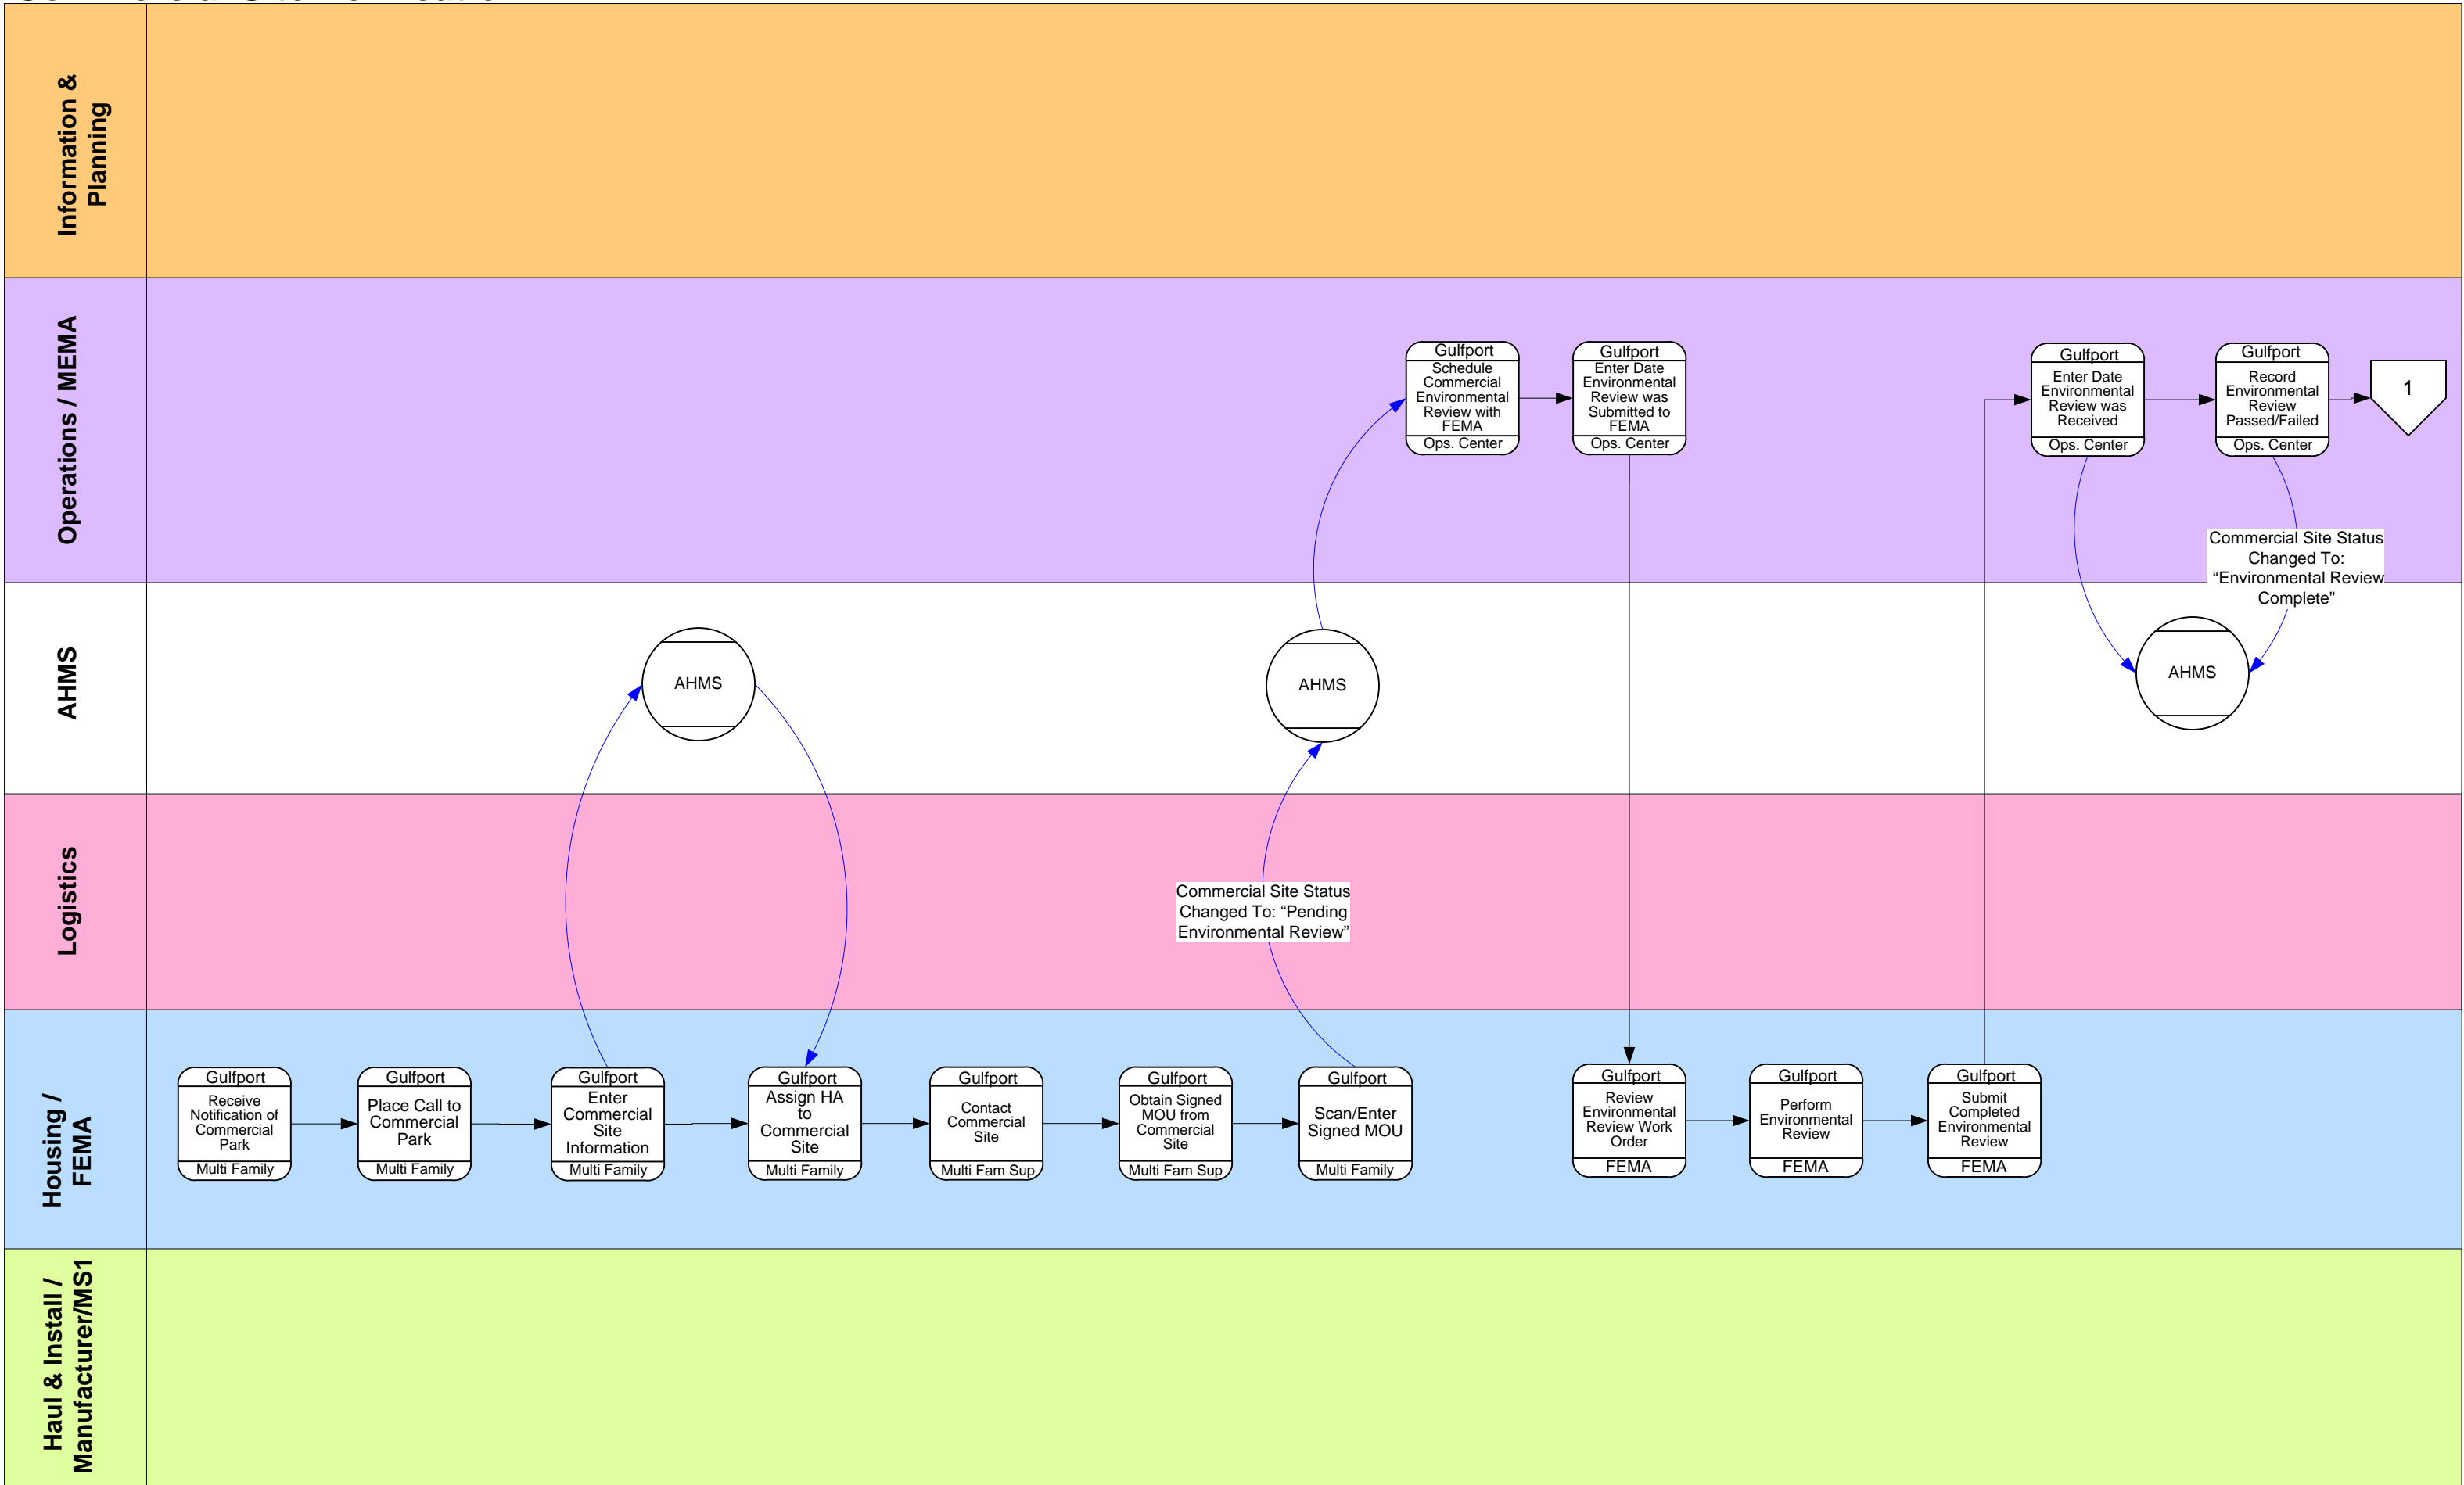 Information &
Planning
Operations / MEMA
Gulfport
Schedule
Commercial
Environmental
Review with
FEMA
Ops. Center
Gulfport
Enter Date
Environmental
Review was
Submitted to
FEMA
Ops. Center
Gulfport
Enter Date
Environmental
Review was
Received
Ops. Center
Gulfport
Record
Environmental
Review
Passed/Failed
Ops. Center
1
Commercial Site Status
Changed To:
“Environmental Review
Complete”
AHMS
AHMS
AHMS
AHMS
Logistics
Commercial Site Status
Changed To: “Pending
Environmental Review”
Housing /
FEMA
Gulfport
Receive
Notification of
Commercial
Park
Multi Family
Gulfport
Place Call to
Commercial
Park
Multi Family
Gulfport
Enter
Commercial
Site
Information
Multi Family
Gulfport
Assign HA
to
Commercial
Site
Multi Family
Gulfport
Contact
Commercial
Site
Multi Fam Sup
Gulfport
Obtain Signed
MOU from
Commercial
Site
Multi Fam Sup
Gulfport
Scan/Enter
Signed MOU
Multi Family
Gulfport
Review
Environmental
Review Work
Order
FEMA
Gulfport
Perform
Environmental
Review
FEMA
Gulfport
Submit
Completed
Environmental
Review
FEMA
Haul & Install /
Manufacturer/MS1